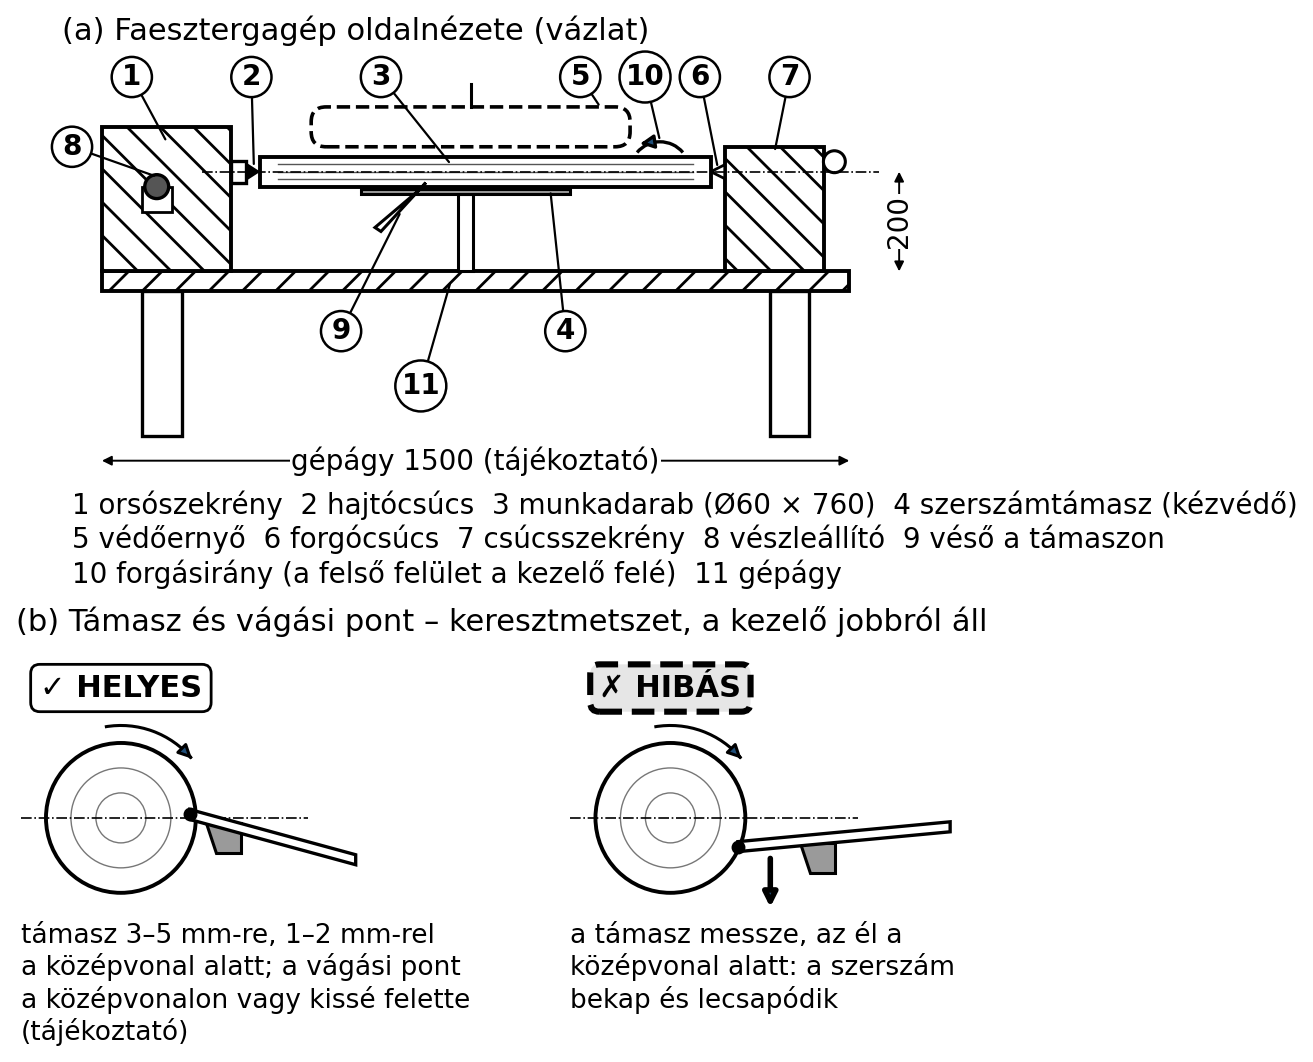 (a) Faesztergagép oldalnézete (vázlat)
1 2 3 5 10 6 7
8
200
9 4
11
gépágy 1500 (tájékoztató)
1 orsószekrény 2 hajtócsúcs 3 munkadarab (Ø60 × 760) 4 szerszámtámasz (kézvédő)
5 védőernyő 6 forgócsúcs 7 csúcsszekrény 8 vészleállító 9 véső a támaszon
10 forgásirány (a felső felület a kezelő felé) 11 gépágy
(b) Támasz és vágási pont – keresztmetszet, a kezelő jobbról áll
✓ HELYES
✗ HIBÁS
támasz 3–5 mm-re, 1–2 mm-rel
a középvonal alatt; a vágási pont
a középvonalon vagy kissé felette
(tájékoztató)
a támasz messze, az él a
középvonal alatt: a szerszám
bekap és lecsapódik